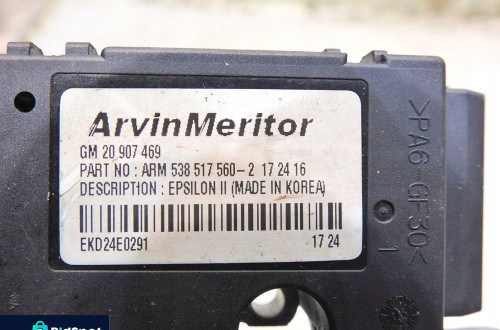 ArvinMeritor
GM 20 907 469
PART NO : ARM 538 517 560-2 17 24 16
DESCRIPTION : EPSILON II (MADE IN KOREA)
EKD24E0291 17 24
>PA6-GF30<
1
BidSpot